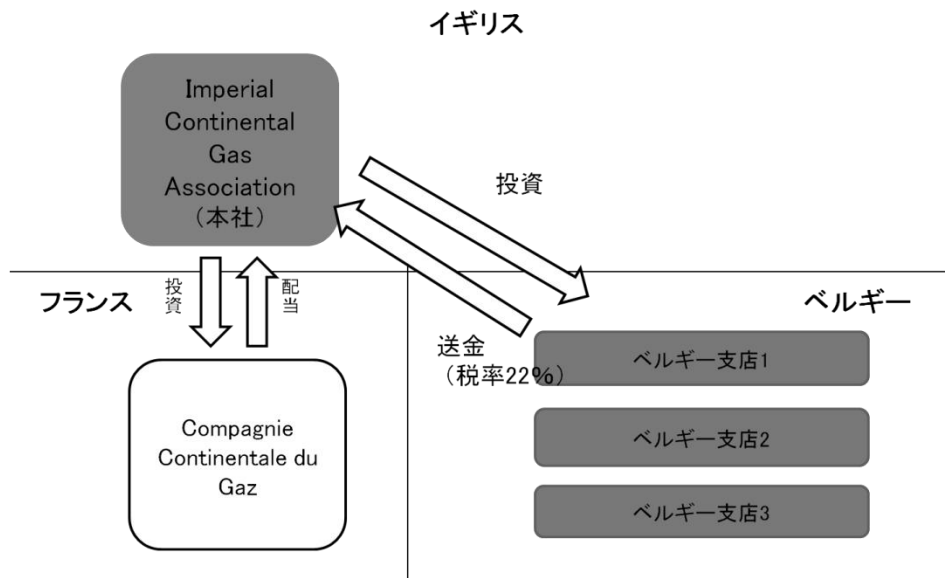 イギリス
Imperial
Continental
Gas
Association
（本社）
投資
フランス
投資
配当
ベルギー
送金
（税率22％）
ベルギー支店1
Compagnie
Continentale du
Gaz
ベルギー支店2
ベルギー支店3